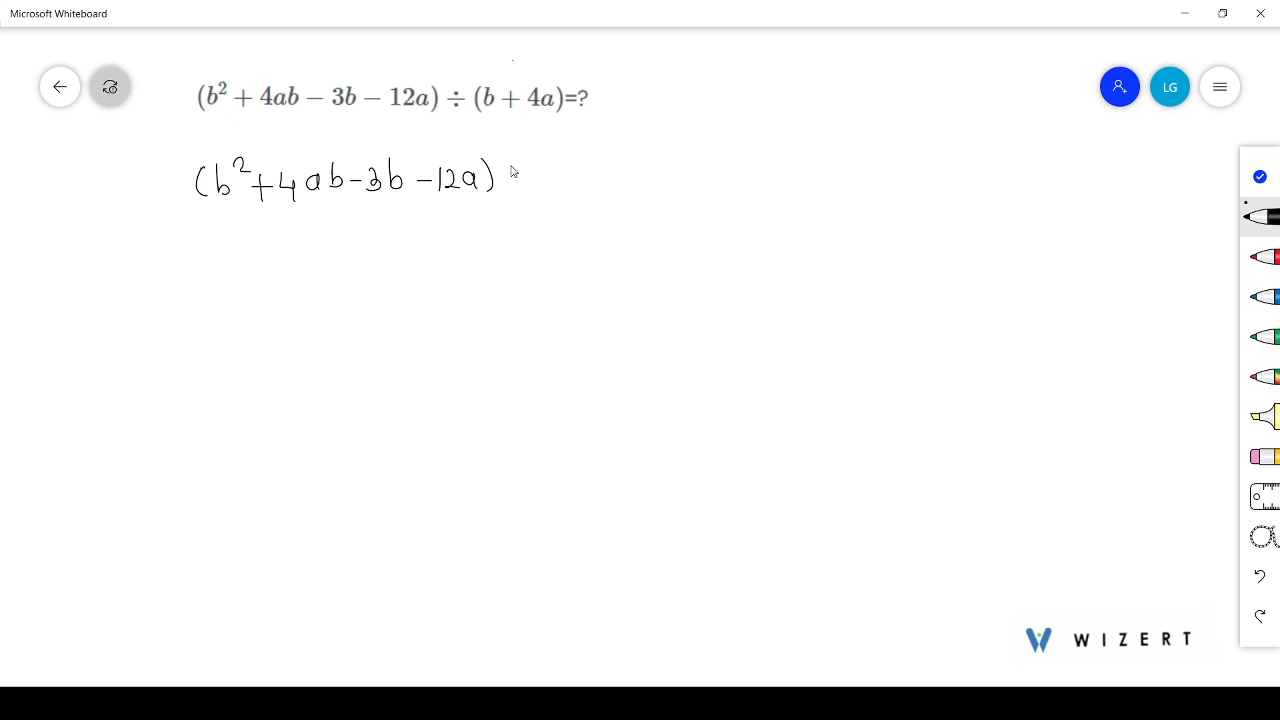 Microsoft Whiteboard
(b² + 4ab − 3b − 12a) ÷ (b + 4a)=?
LG
(b²+4ab-3b-12a)
WIZERT